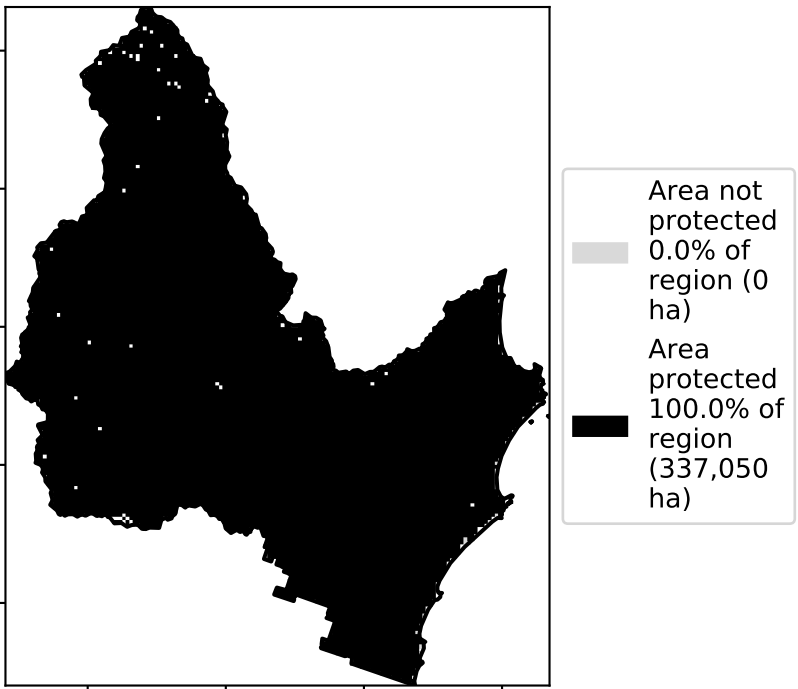 Area not
protected
0.0% of
region (0
ha)
Area
protected
100.0% of
region
(337,050
ha)